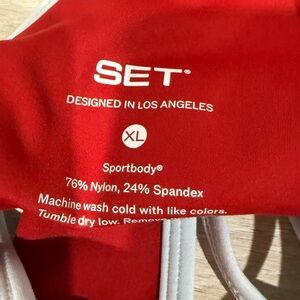 SET®
DESIGNED IN LOS ANGELES
XL
Sportbody®
76% Nylon, 24% Spandex
Machine wash cold with like colors.
Tumble dry low.